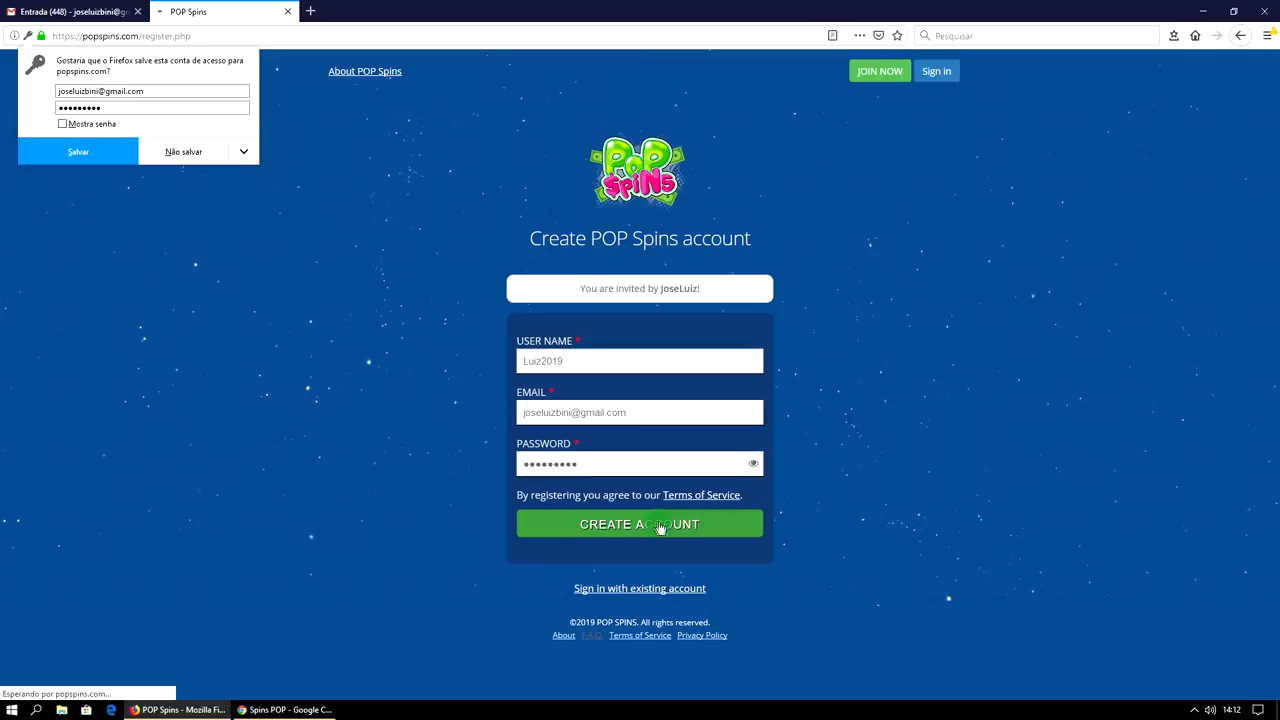 Entrada (448) - joseluizbini@gm
POP Spins
https://popspins.com/register.php
Pesquisar
Gostaria que o Firefox salve esta conta de acesso para
popspins.com?
joseluizbini@gmail.com
•••••••••
Mostra senha
Salvar
Não salvar
About POP Spins
JOIN NOW
Sign in
POP
$PiNS
Create POP Spins account
You are invited by JoseLuiz!
USER NAME *
Luiz2019
EMAIL *
joseluizbini@gmail.com
PASSWORD *
•••••••••
By registering you agree to our Terms of Service.
CREATE ACCOUNT
Sign in with existing account
©2019 POP SPINS. All rights reserved.
About F.A.Q. Terms of Service Privacy Policy
Esperando por popspins.com...
POP Spins - Mozilla Fi...
Spins POP - Google C...
14:12